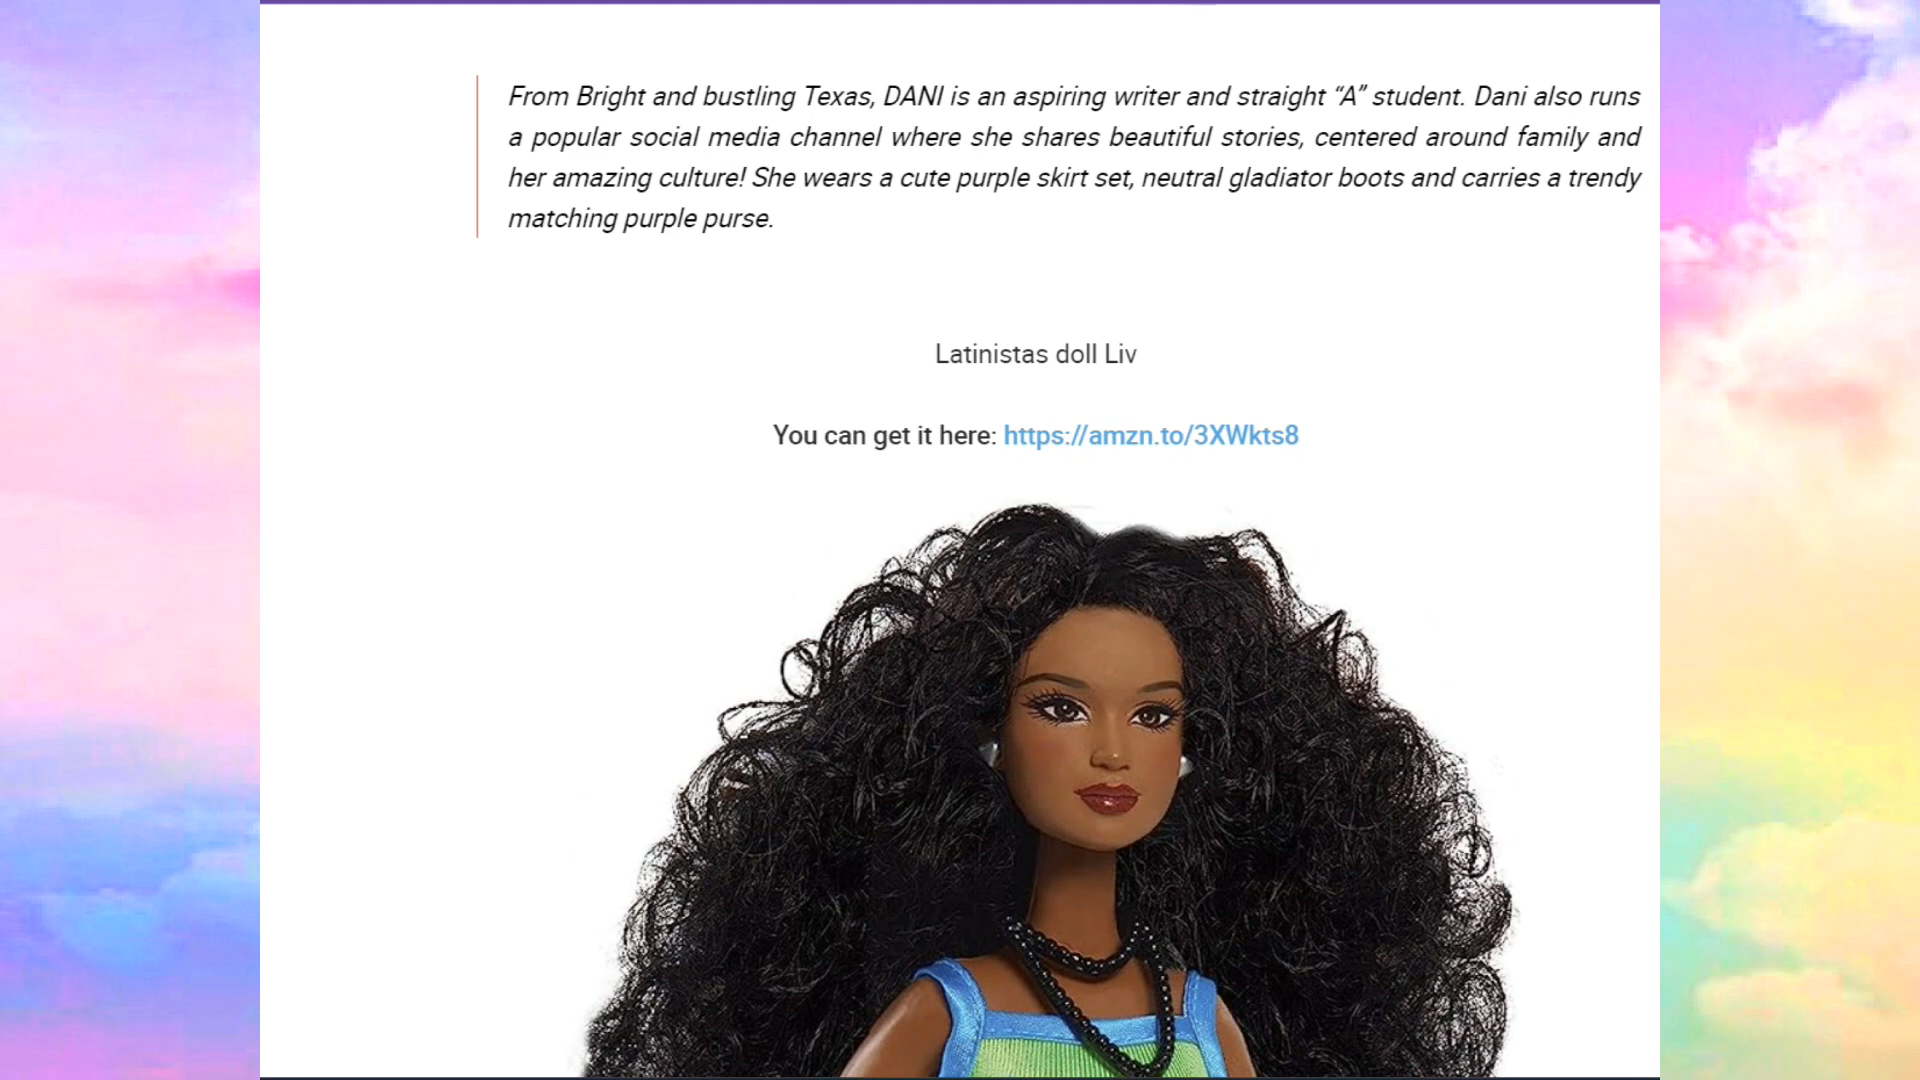 From Bright and bustling Texas, DANI is an aspiring writer and straight “A” student. Dani also runs
a popular social media channel where she shares beautiful stories, centered around family and
her amazing culture! She wears a cute purple skirt set, neutral gladiator boots and carries a trendy
matching purple purse.
Latinistas doll Liv
You can get it here: https://amzn.to/3XWkts8